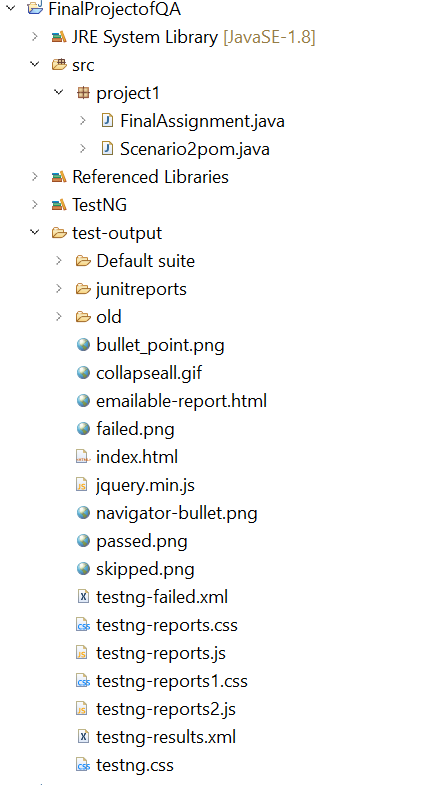 FinalProjectofQA
JRE System Library [JavaSE-1.8]
src
project1
FinalAssignment.java
Scenario2pom.java
Referenced Libraries
TestNG
test-output
Default suite
junitreports
old
bullet_point.png
collapseall.gif
emailable-report.html
failed.png
index.html
jquery.min.js
navigator-bullet.png
passed.png
skipped.png
testng-failed.xml
testng-reports.css
testng-reports.js
testng-reports1.css
testng-reports2.js
testng-results.xml
testng.css